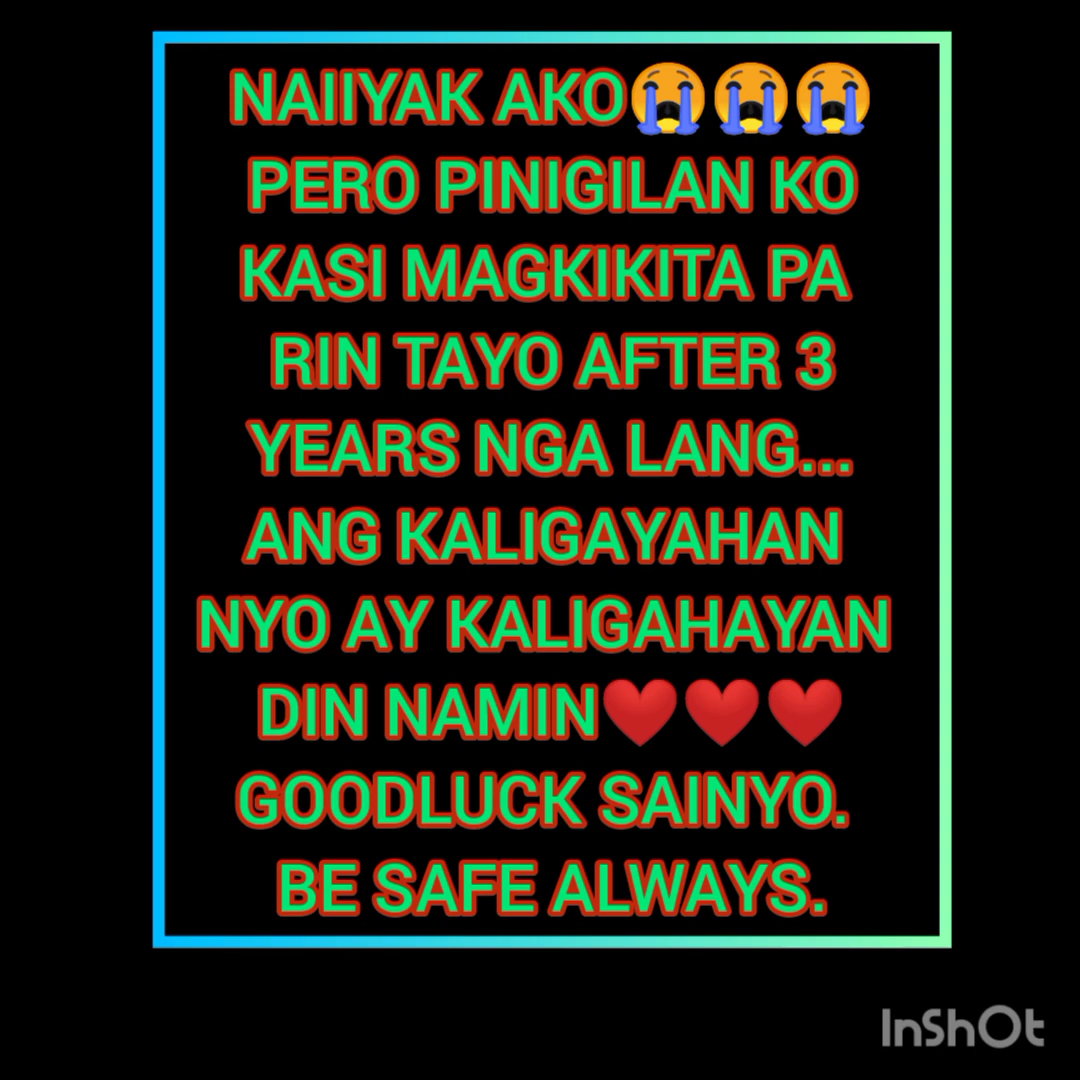 NAIIYAK AKO😭😭😭
PERO PINIGILAN KO
KASI MAGKIKITA PA
RIN TAYO AFTER 3
YEARS NGA LANG...
ANG KALIGAYAHAN
NYO AY KALIGAHAYAN
DIN NAMIN❤️❤️❤️
GOODLUCK SAINYO.
BE SAFE ALWAYS.
InShOt